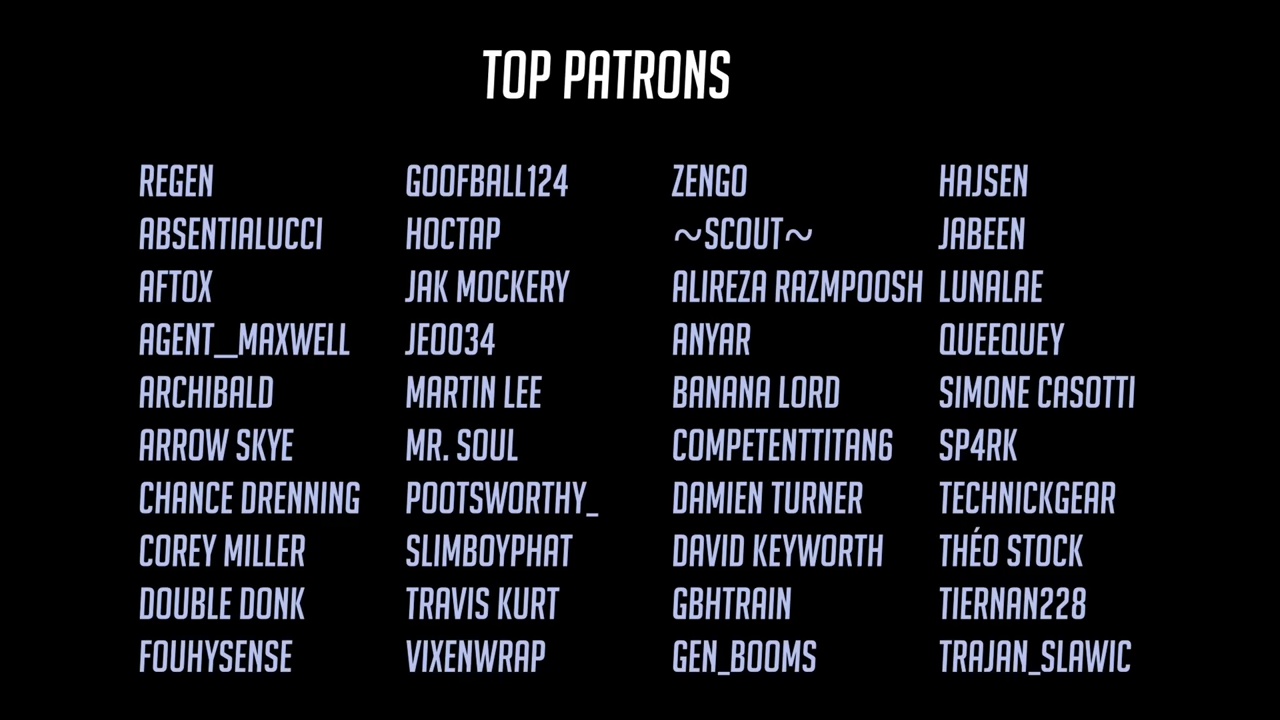 TOP PATRONS
REGEN
ABSENTIALUCCI
AFTOX
AGENT__MAXWELL
ARCHIBALD
ARROW SKYE
CHANCE DRENNING
COREY MILLER
DOUBLE DONK
FOUHYSENSE
GOOFBALL124
HOCTAP
JAK MOCKERY
JEO034
MARTIN LEE
MR. SOUL
POOTSWORTHY_
SLIMBOYPHAT
TRAVIS KURT
VIXENWRAP
ZENGO
~SCOUT~
ALIREZA RAZMPOOSH
ANYAR
BANANA LORD
COMPETENTTITAN6
DAMIEN TURNER
DAVID KEYWORTH
GBHTRAIN
GEN_BOOMS
HAJSEN
JABEEN
LUNALAE
QUEEQUEY
SIMONE CASOTTI
SP4RK
TECHNICKGEAR
THÉO STOCK
TIERNAN228
TRAJAN_SLAWIC